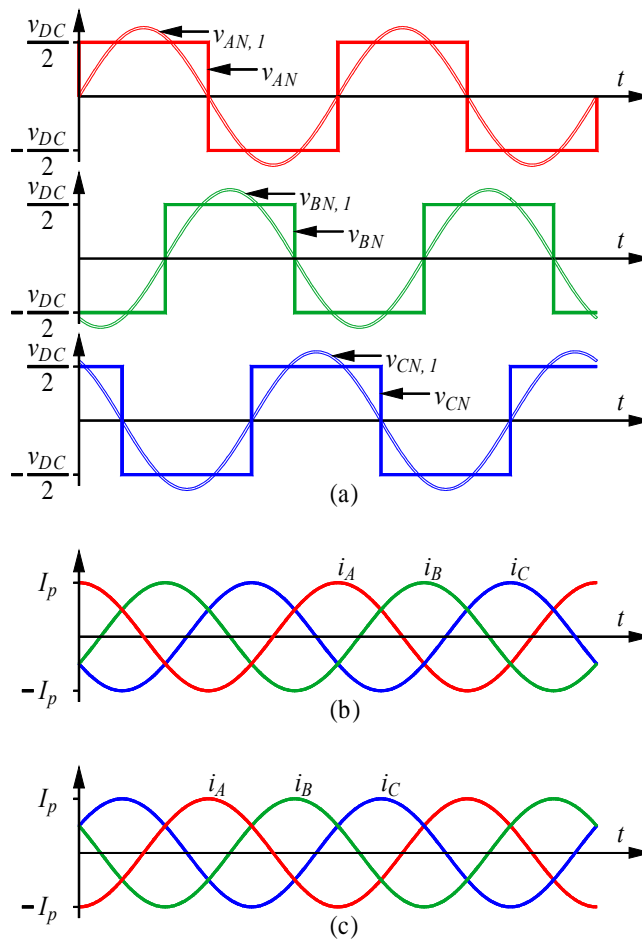 v_DC/2
v_AN, 1
v_AN
t
-v_DC/2
v_DC/2
v_BN, 1
v_BN
t
-v_DC/2
v_DC/2
v_CN, 1
v_CN
t
-v_DC/2
(a)
I_p
i_A i_B i_C
t
-I_p
(b)
I_p
i_A i_B i_C
t
-I_p
(c)